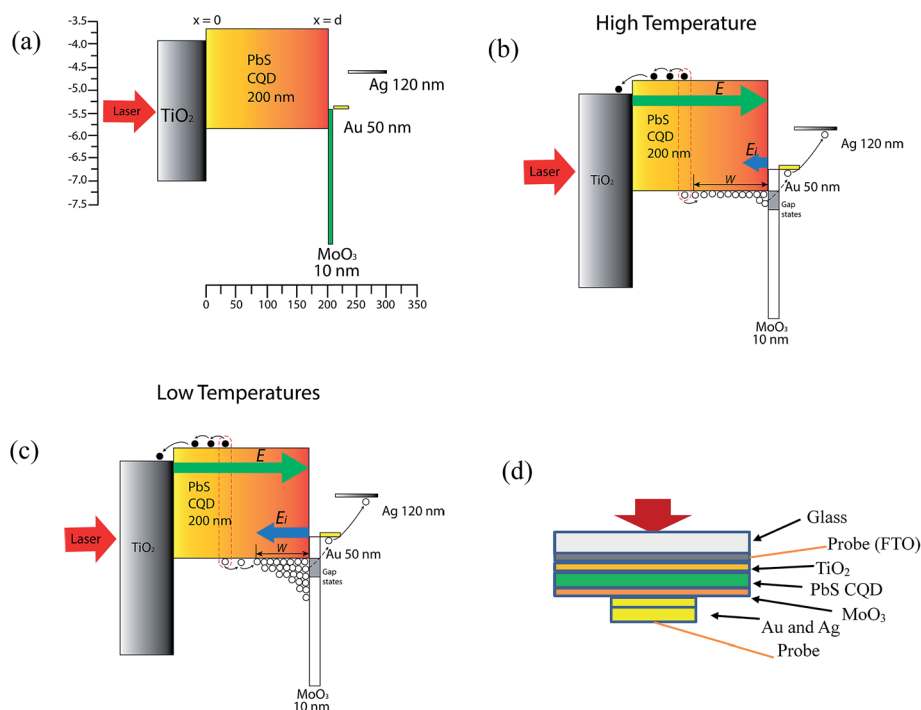 (a)
x = 0
x = d
-3.5
-4.0
-4.5
-5.0
-5.5
-6.0
-6.5
-7.0
-7.5
Laser
TiO₂
PbS
CQD
200 nm
Ag 120 nm
Au 50 nm
MoO₃
10 nm
0 50 100 150 200 250 300 350
(b)
High Temperature
Laser
TiO₂
E
PbS
CQD
200 nm
Eᵢ
W
Ag 120 nm
Au 50 nm
Gap
states
MoO₃
10 nm
(c)
Low Temperatures
Laser
TiO₂
E
PbS
CQD
200 nm
Eᵢ
W
Ag 120 nm
Au 50 nm
Gap
states
MoO₃
10 nm
(d)
Glass
Probe (FTO)
TiO₂
PbS CQD
MoO₃
Au and Ag
Probe